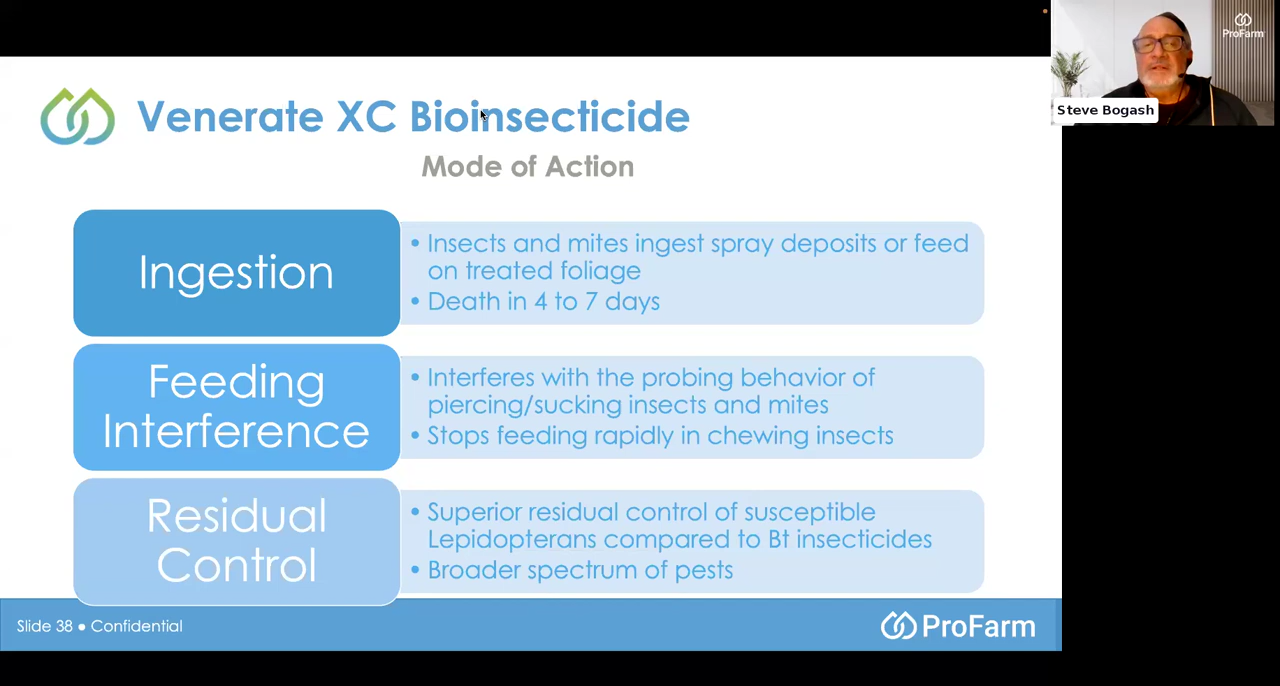 Venerate XC Bioinsecticide
Mode of Action
Ingestion
• Insects and mites ingest spray deposits or feed
on treated foliage
• Death in 4 to 7 days
Feeding
Interference
• Interferes with the probing behavior of
piercing/sucking insects and mites
• Stops feeding rapidly in chewing insects
Residual
Control
• Superior residual control of susceptible
Lepidopterans compared to Bt insecticides
• Broader spectrum of pests
Slide 38 • Confidential
ProFarm
ProFarm
Steve Bogash